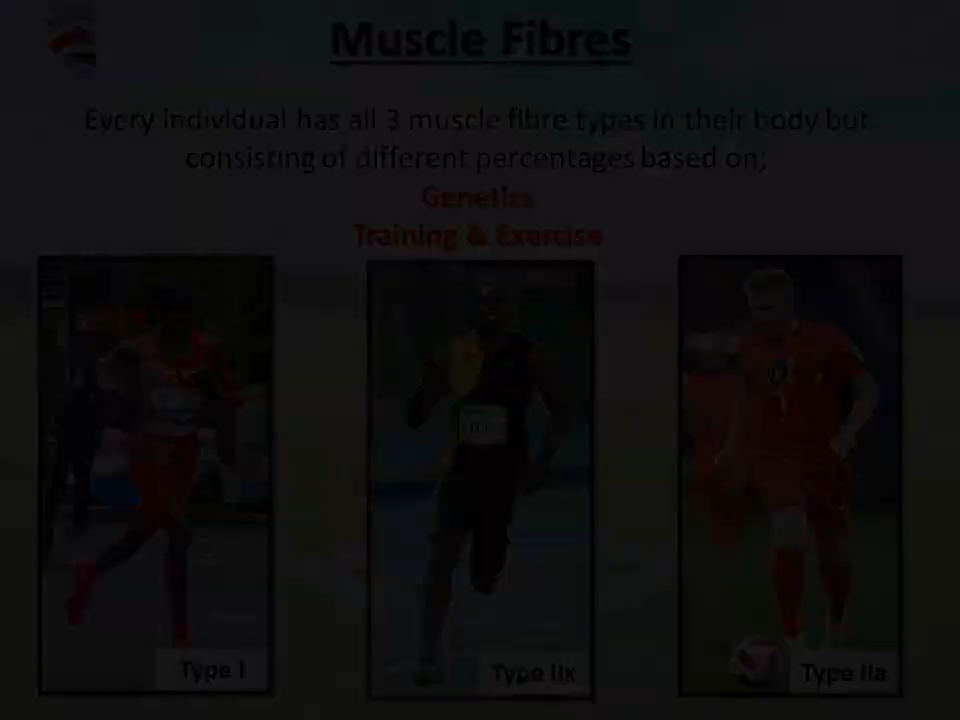 Muscle Fibres
Every individual has all 3 muscle fibre types in their body but
consisting of different percentages based on;
Genetics
Training & Exercise
Type I
Type IIx
Type IIa